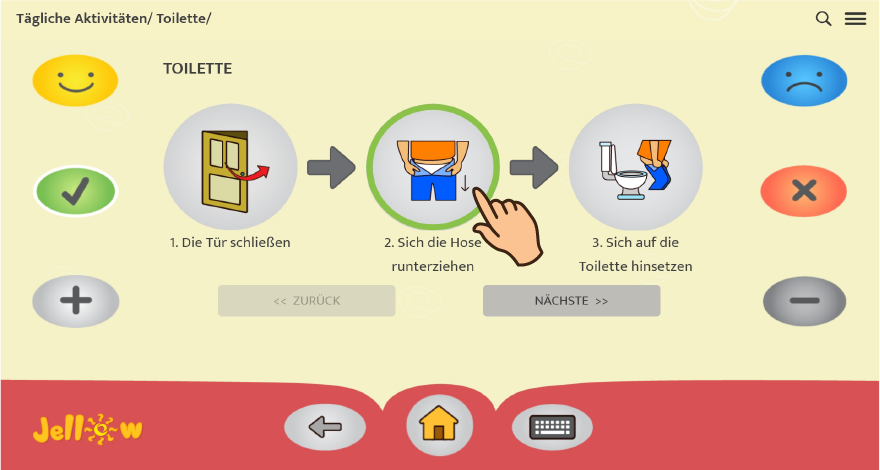 Tägliche Aktivitäten/ Toilette/
TOILETTE
1. Die Tür schließen
2. Sich die Hose
runterziehen
3. Sich auf die
Toilette hinsetzen
<< ZURÜCK
NÄCHSTE >>
Jellow